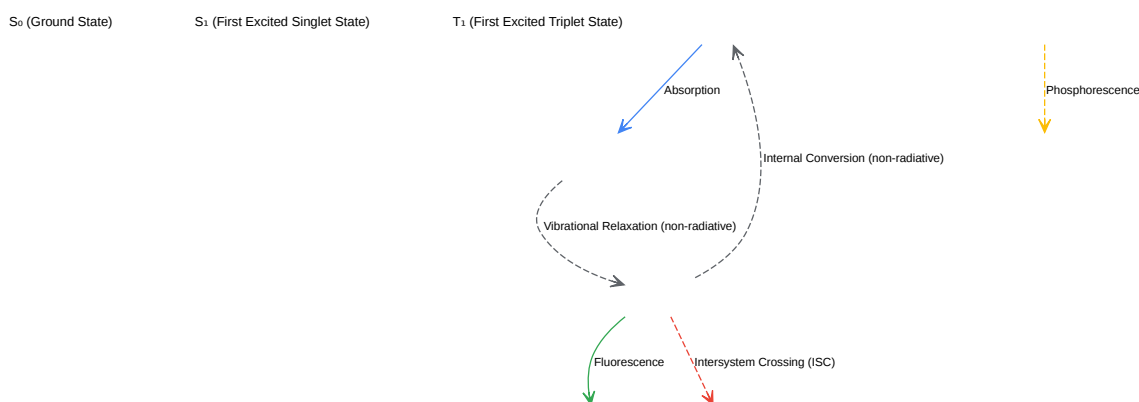 S₀ (Ground State)
S₁ (First Excited Singlet State)
T₁ (First Excited Triplet State)
Absorption
Phosphorescence
Internal Conversion (non-radiative)
Vibrational Relaxation (non-radiative)
Fluorescence
Intersystem Crossing (ISC)